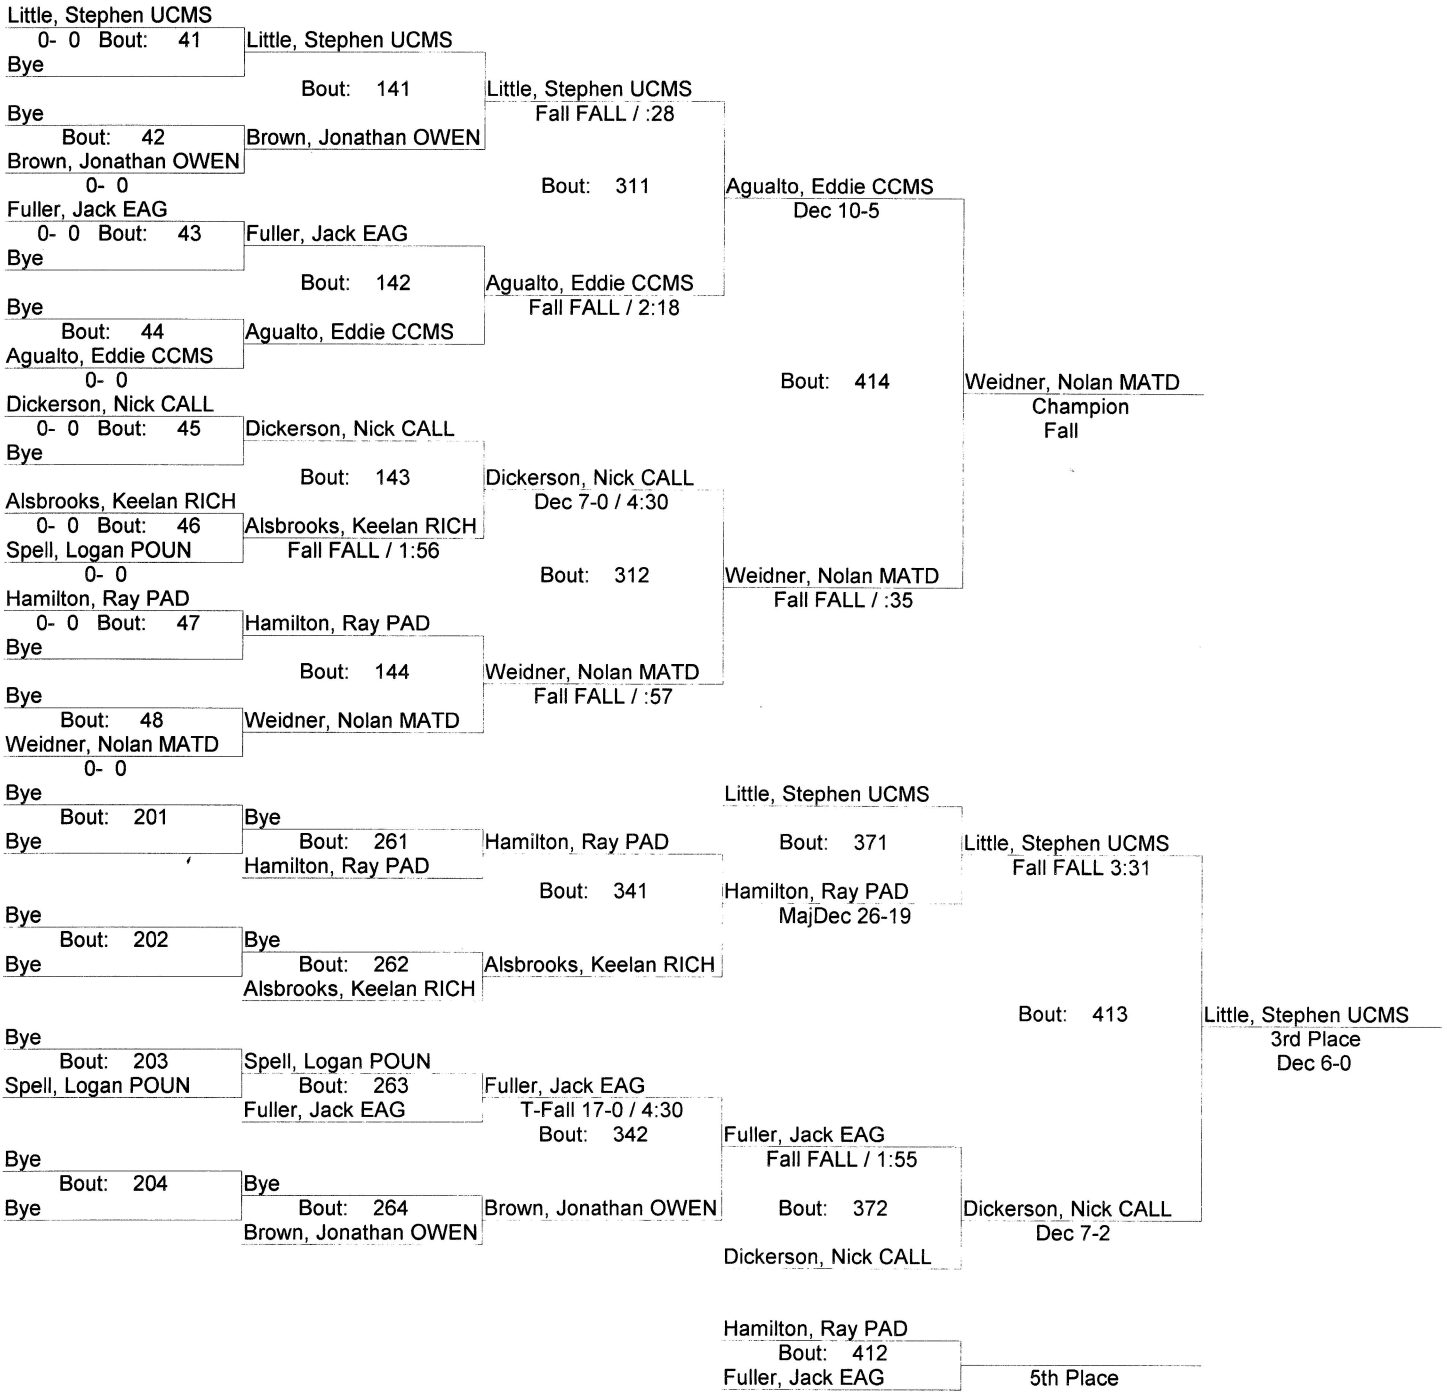 Little, Stephen UCMS
0- 0 Bout: 41 Little, Stephen UCMS
Bye
Bout: 141 Little, Stephen UCMS
Bye Fall FALL / :28
Bout: 42 Brown, Jonathan OWEN
Brown, Jonathan OWEN
0- 0 Bout: 311 Agualto, Eddie CCMS
Fuller, Jack EAG Dec 10-5
0- 0 Bout: 43 Fuller, Jack EAG
Bye
Bout: 142 Agualto, Eddie CCMS
Bye Fall FALL / 2:18
Bout: 44 Agualto, Eddie CCMS
Agualto, Eddie CCMS
0- 0 Bout: 414 Weidner, Nolan MATD
Dickerson, Nick CALL Champion
0- 0 Bout: 45 Dickerson, Nick CALL Fall
Bye
Bout: 143 Dickerson, Nick CALL
Alsbrooks, Keelan RICH Dec 7-0 / 4:30
0- 0 Bout: 46 Alsbrooks, Keelan RICH
Spell, Logan POUN Fall FALL / 1:56
0- 0 Bout: 312 Weidner, Nolan MATD
Hamilton, Ray PAD Fall FALL / :35
0- 0 Bout: 47 Hamilton, Ray PAD
Bye
Bout: 144 Weidner, Nolan MATD
Bye Fall FALL / :57
Bout: 48 Weidner, Nolan MATD
Weidner, Nolan MATD
0- 0
Bye Little, Stephen UCMS
Bout: 201 Bye
Bye Bout: 261 Hamilton, Ray PAD Bout: 371 Little, Stephen UCMS
Hamilton, Ray PAD Fall FALL 3:31
Bout: 341 Hamilton, Ray PAD
Bye MajDec 26-19
Bout: 202 Bye
Bye Bout: 262 Alsbrooks, Keelan RICH
Alsbrooks, Keelan RICH
Bout: 413 Little, Stephen UCMS
Bye 3rd Place
Bout: 203 Spell, Logan POUN Dec 6-0
Spell, Logan POUN Bout: 263 Fuller, Jack EAG
Fuller, Jack EAG T-Fall 17-0 / 4:30
Bout: 342 Fuller, Jack EAG
Bye Fall FALL / 1:55
Bout: 204 Bye
Bye Bout: 264 Brown, Jonathan OWEN Bout: 372 Dickerson, Nick CALL
Brown, Jonathan OWEN Dec 7-2
Dickerson, Nick CALL
Hamilton, Ray PAD
Bout: 412
Fuller, Jack EAG 5th Place